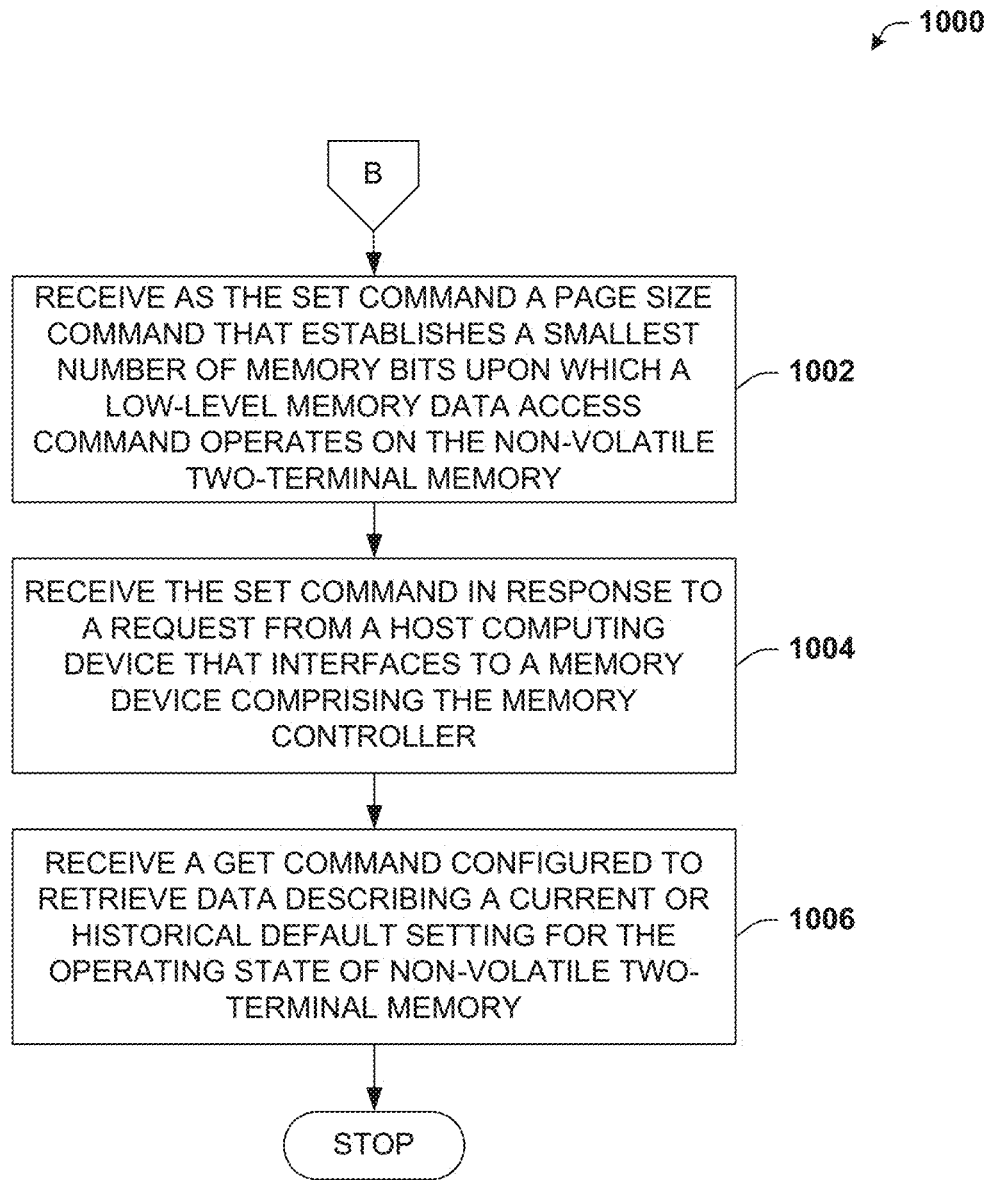 1000
B
RECEIVE AS THE SET COMMAND A PAGE SIZE
COMMAND THAT ESTABLISHES A SMALLEST
NUMBER OF MEMORY BITS UPON WHICH A
LOW-LEVEL MEMORY DATA ACCESS
COMMAND OPERATES ON THE NON-VOLATILE
TWO-TERMINAL MEMORY
1002
RECEIVE THE SET COMMAND IN RESPONSE TO
A REQUEST FROM A HOST COMPUTING
DEVICE THAT INTERFACES TO A MEMORY
DEVICE COMPRISING THE MEMORY
CONTROLLER
1004
RECEIVE A GET COMMAND CONFIGURED TO
RETRIEVE DATA DESCRIBING A CURRENT OR
HISTORICAL DEFAULT SETTING FOR THE
OPERATING STATE OF NON-VOLATILE TWO-
TERMINAL MEMORY
1006
STOP